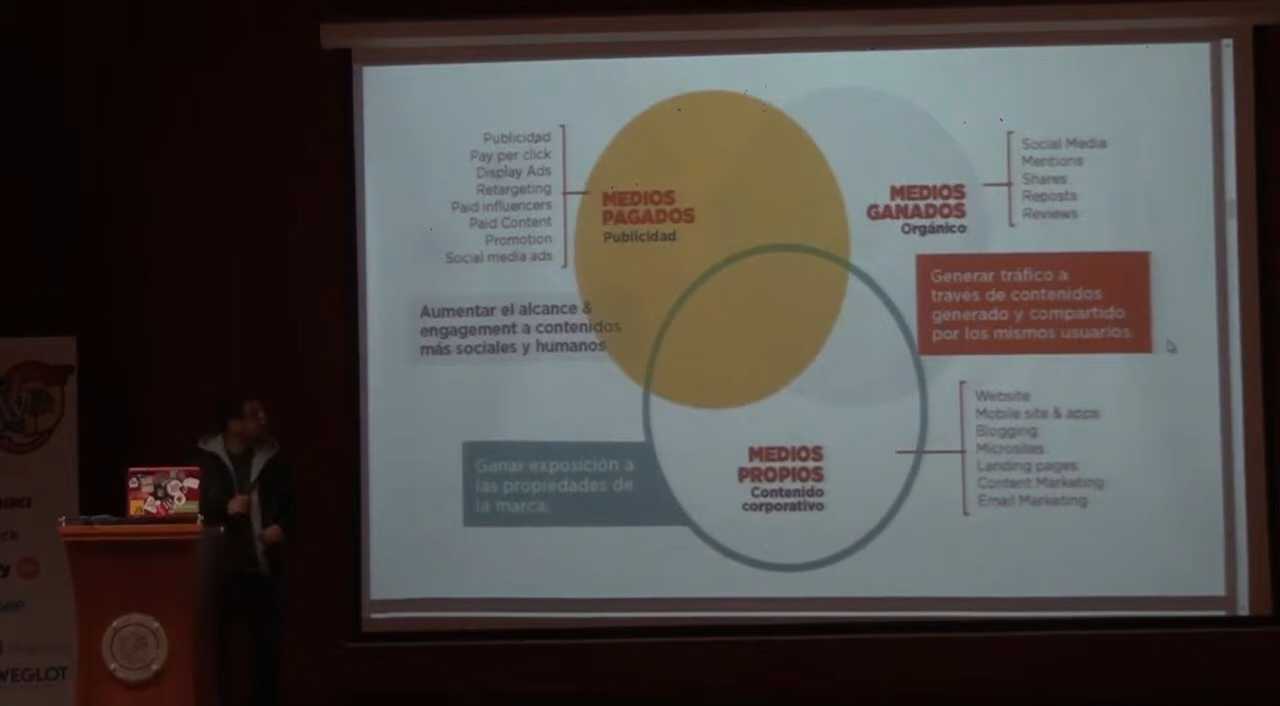 Publicidad
Pay per click
Display Ads
Retargeting
Paid influencers
Paid Content
Promotion
Social media ads
MEDIOS
PAGADOS
Publicidad
MEDIOS
GANADOS
Orgánico
Social Media
Mentions
Shares
Reposts
Reviews
Aumentar el alcance &
engagement a contenidos
más sociales y humanos
Generar tráfico a
traves de contenidos
generado y compartido
por los mismos usuarios.
Ganar exposición a
las propiedades de
la marca.
MEDIOS
PROPIOS
Contenido
corporativo
Website
Mobile site & apps
Blogging
Microsites
Landing pages
Content Marketing
Email Marketing
WEGLOT